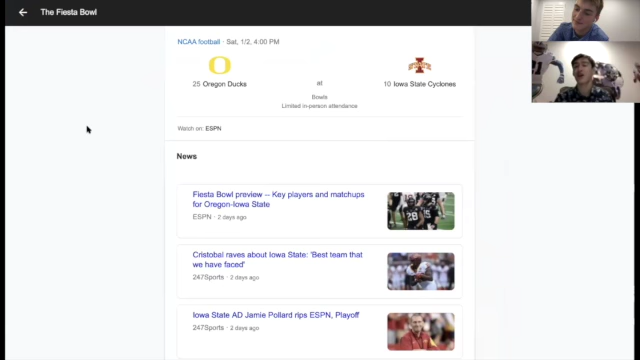 The Fiesta Bowl
NCAA football · Sat, 1/2, 4:00 PM
25 Oregon Ducks
at
10 Iowa State Cyclones
Bowls
Limited in-person attendance
Watch on: ESPN
News
Fiesta Bowl preview -- Key players and matchups
for Oregon-Iowa State
ESPN · 2 days ago
Cristobal raves about Iowa State: 'Best team that
we have faced'
247Sports · 2 days ago
Iowa State AD Jamie Pollard rips ESPN, Playoff
247Sports · 2 days ago